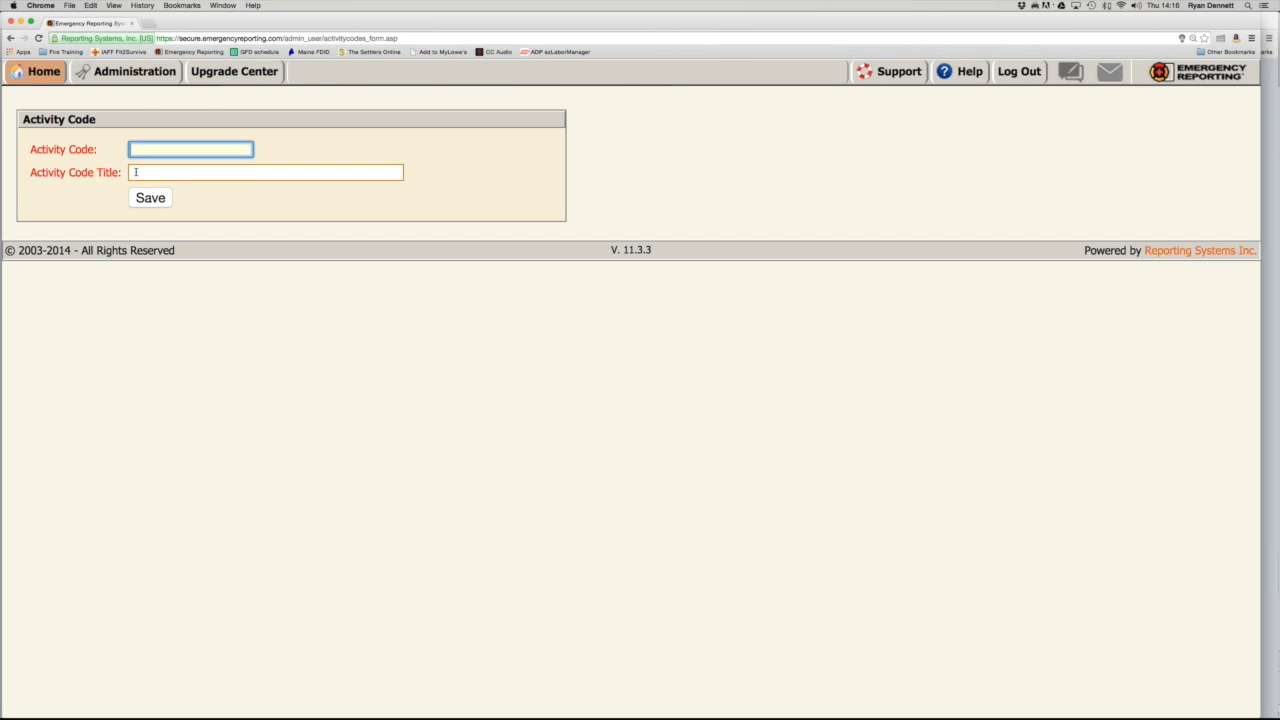 Chrome File Edit View History Bookmarks Window Help Thu 14:16 Ryan Dennett
Emergency Reporting Sys
Reporting Systems, Inc. [US] https://secure.emergencyreporting.com/admin_user/activitycodes_form.asp
Apps Fire Training IAFF Fit2Survive Emergency Reporting GFD schedule Maine FDID The Settlers Online Add to MyLowe's CC Audio ADP ezLaborManager Other Bookmarks
Home Administration Upgrade Center Support Help Log Out EMERGENCY
REPORTING
Activity Code
Activity Code:
Activity Code Title:
Save
© 2003-2014 - All Rights Reserved V. 11.3.3 Powered by Reporting Systems Inc.